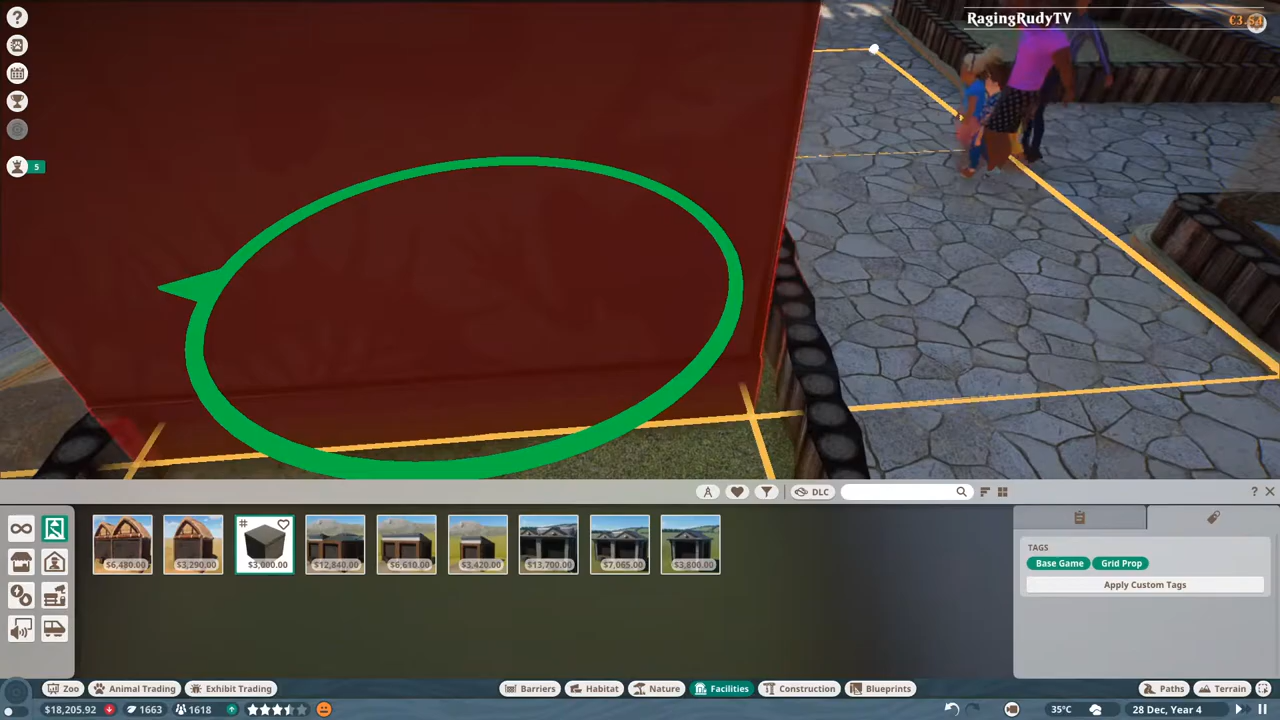 RagingRudyTV
5
DLC
$6,480.00
$3,290.00
$3,000.00
$12,840.00
$6,610.00
$3,420.00
$13,700.00
$7,065.00
$3,800.00
TAGS
Base Game
Grid Prop
Apply Custom Tags
Zoo
Animal Trading
Exhibit Trading
Barriers
Habitat
Nature
Facilities
Construction
Blueprints
Paths
Terrain
$18,205.92
1663
1618
35°C
28 Dec, Year 4